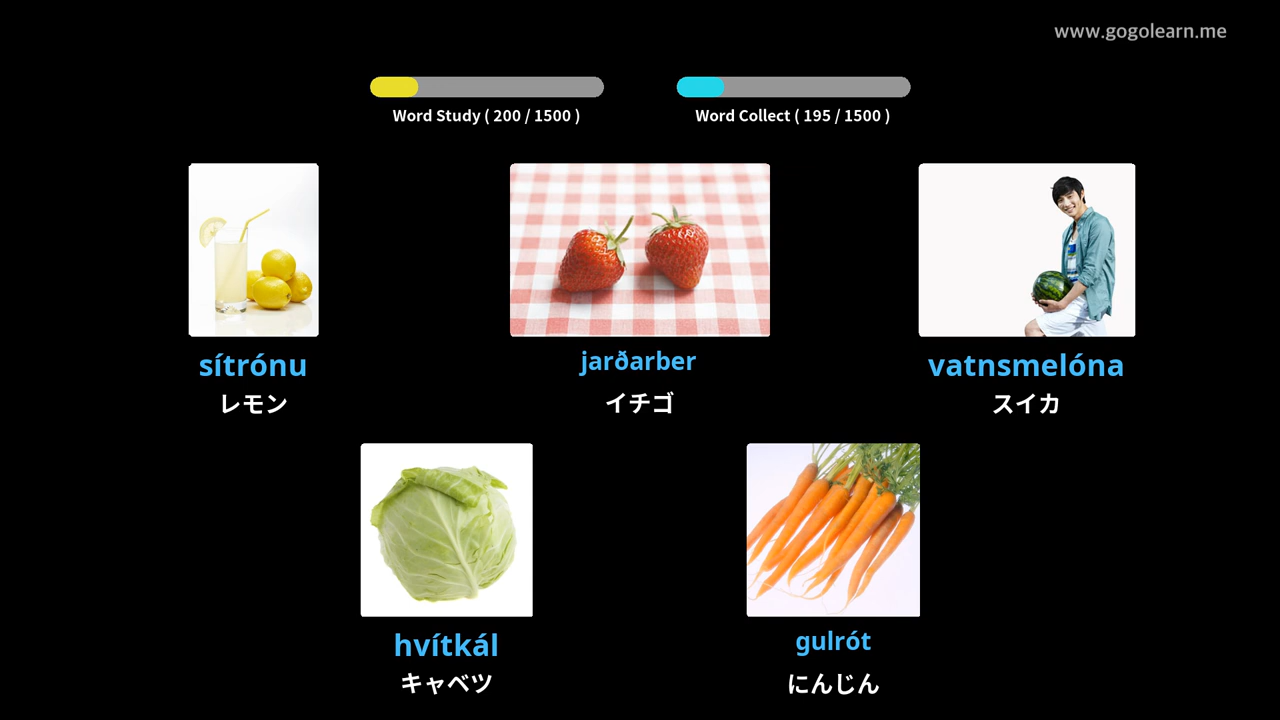 www.gogolearn.me
Word Study ( 200 / 1500 )
Word Collect ( 195 / 1500 )
sítrónu
レモン
jarðarber
イチゴ
vatnsmelóna
スイカ
hvítkál
キャベツ
gulrót
にんじん